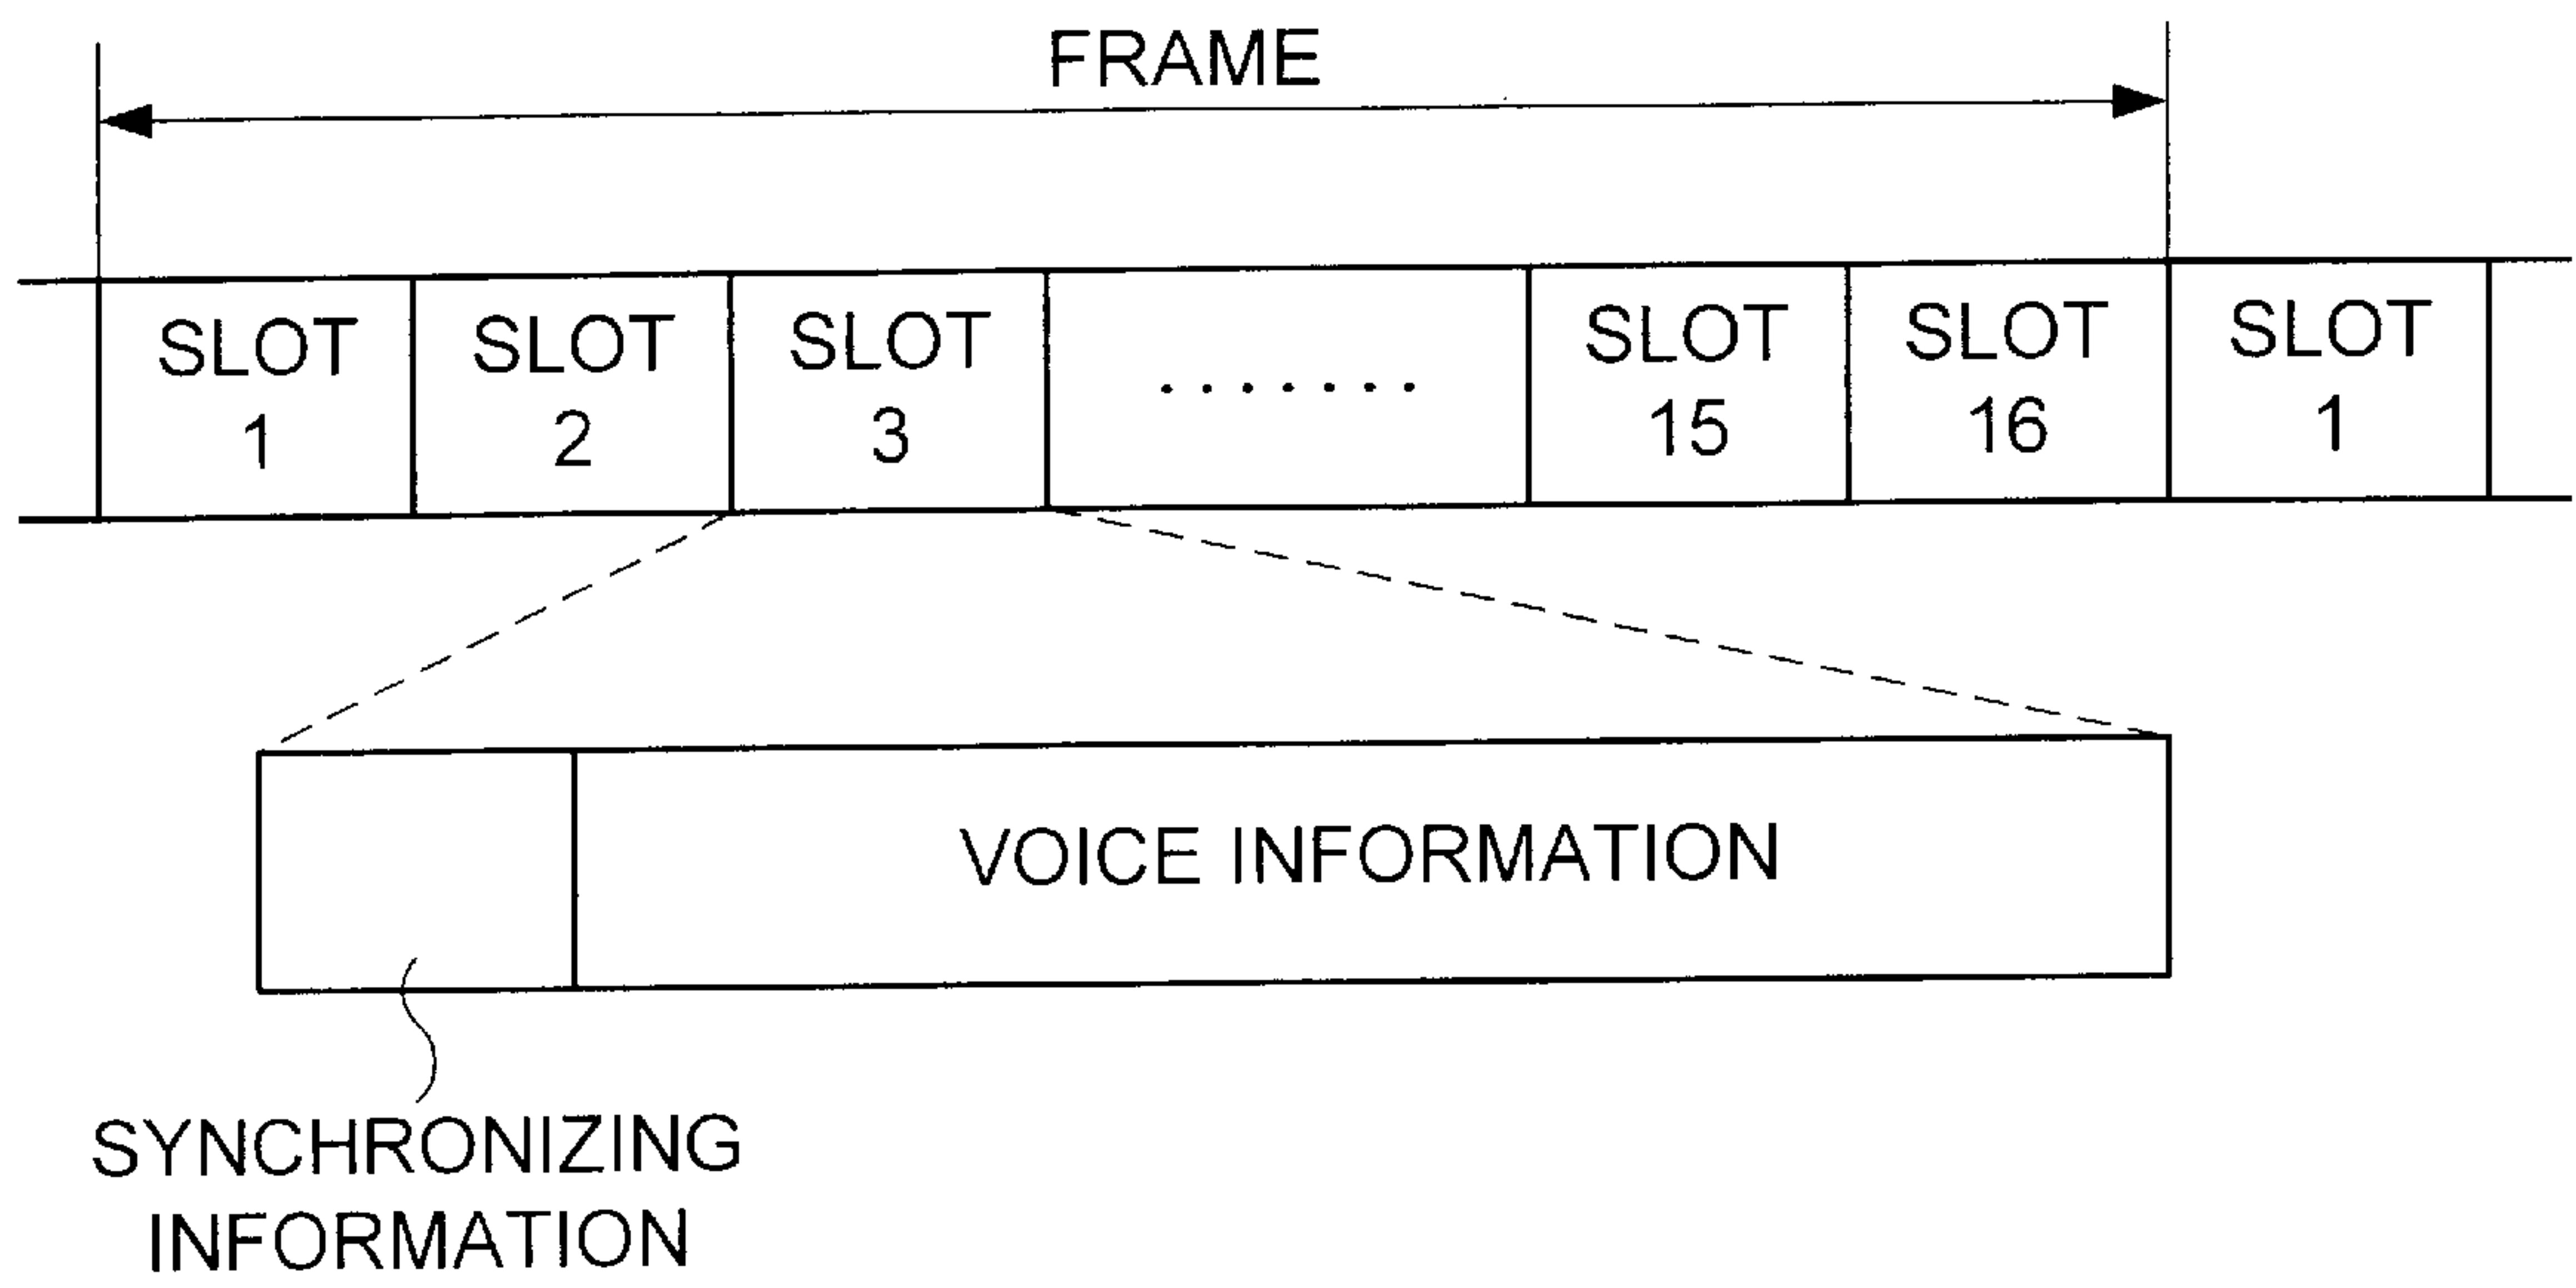 FRAME
SLOT
1
SLOT
2
SLOT
3
.......
SLOT
15
SLOT
16
SLOT
1
VOICE INFORMATION
SYNCHRONIZING
INFORMATION